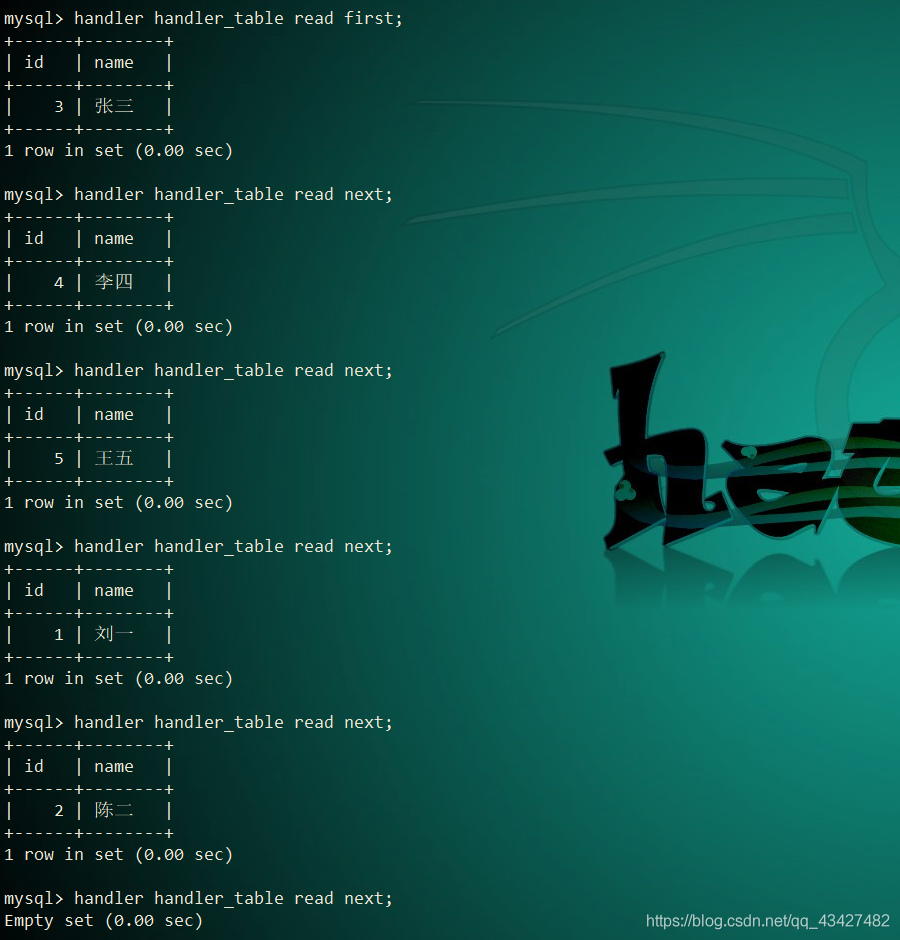 mysql> handler handler_table read first;
+------+--------+
| id   | name   |
+------+--------+
|    3 | 张三   |
+------+--------+
1 row in set (0.00 sec)
mysql> handler handler_table read next;
+------+--------+
| id   | name   |
+------+--------+
|    4 | 李四   |
+------+--------+
1 row in set (0.00 sec)
mysql> handler handler_table read next;
+------+--------+
| id   | name   |
+------+--------+
|    5 | 王五   |
+------+--------+
1 row in set (0.00 sec)
mysql> handler handler_table read next;
+------+--------+
| id   | name   |
+------+--------+
|    1 | 刘一   |
+------+--------+
1 row in set (0.00 sec)
mysql> handler handler_table read next;
+------+--------+
| id   | name   |
+------+--------+
|    2 | 陈二   |
+------+--------+
1 row in set (0.00 sec)
mysql> handler handler_table read next;
Empty set (0.00 sec)
https://blog.csdn.net/qq_43427482